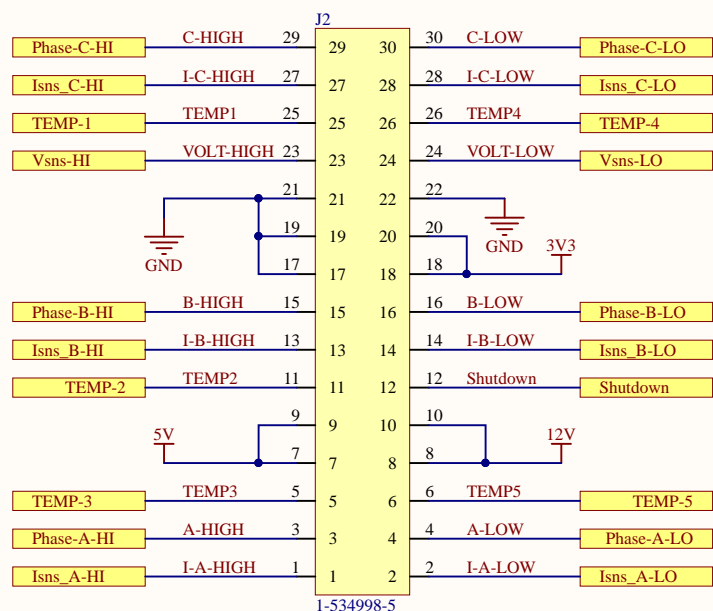 J2
Phase-C-HI C-HIGH 29 29 30 30 C-LOW Phase-C-LO
Isns_C-HI I-C-HIGH 27 27 28 28 I-C-LOW Isns_C-LO
TEMP-1 TEMP1 25 25 26 26 TEMP4 TEMP-4
Vsns-HI VOLT-HIGH 23 23 24 24 VOLT-LOW Vsns-LO
21 21 22 22
19 19 20 20
GND GND 3V3
17 17 18 18
Phase-B-HI B-HIGH 15 15 16 16 B-LOW Phase-B-LO
Isns_B-HI I-B-HIGH 13 13 14 14 I-B-LOW Isns_B-LO
TEMP-2 TEMP2 11 11 12 12 Shutdown Shutdown
9 9 10 10
5V 12V
7 7 8 8
TEMP-3 TEMP3 5 5 6 6 TEMP5 TEMP-5
Phase-A-HI A-HIGH 3 3 4 4 A-LOW Phase-A-LO
Isns_A-HI I-A-HIGH 1 1 2 2 I-A-LOW Isns_A-LO
1-534998-5